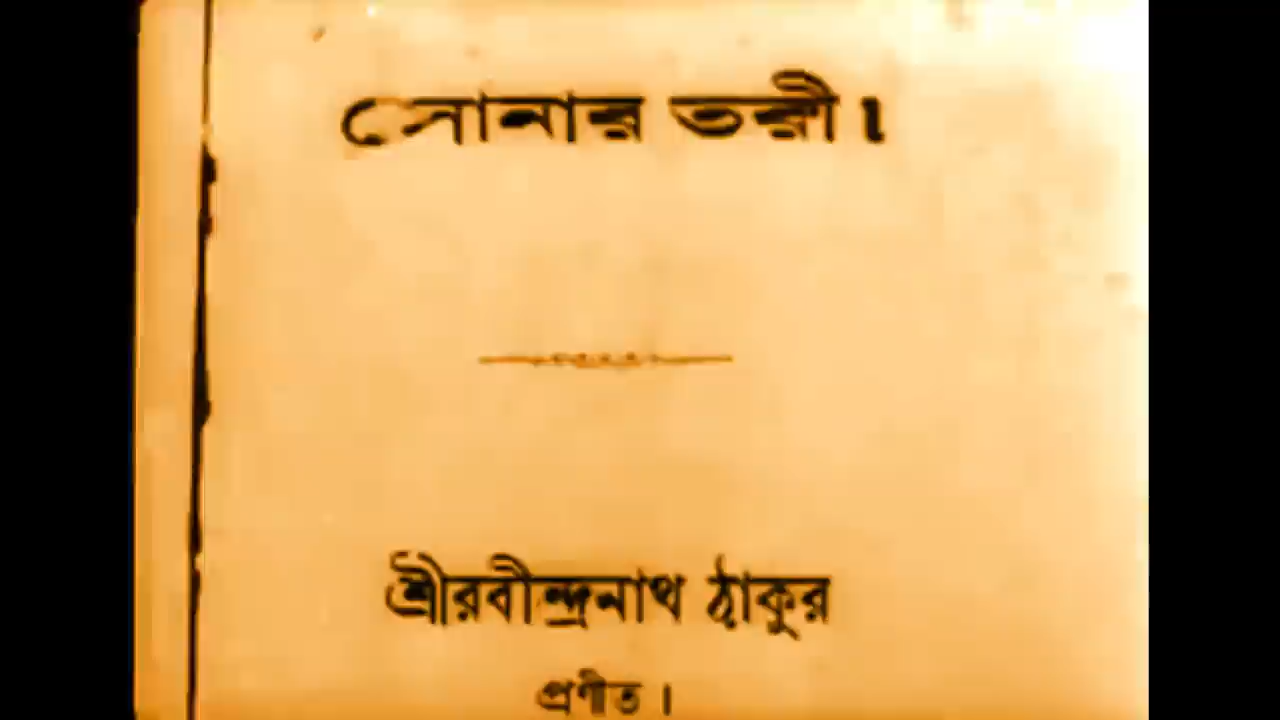 সোনার তরী।
শ্রীরবীন্দ্রনাথ ঠাকুর
প্রণীত।